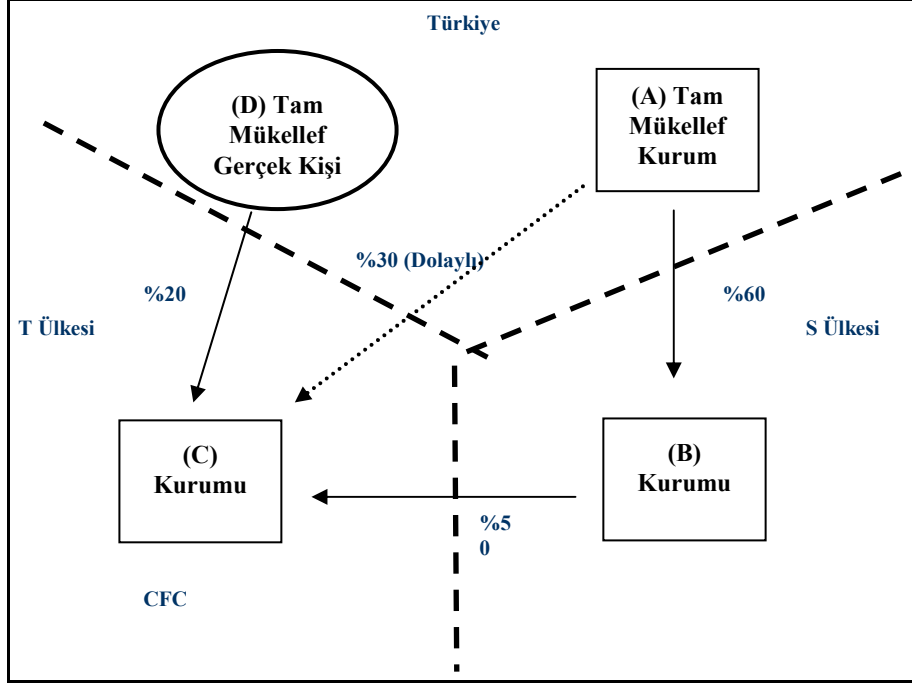 Türkiye
(D) Tam
Mükellef
Gerçek Kişi
(A) Tam
Mükellef
Kurum
%30 (Dolaylı)
%20
%60
T Ülkesi
S Ülkesi
(C)
Kurumu
(B)
Kurumu
%5
0
CFC